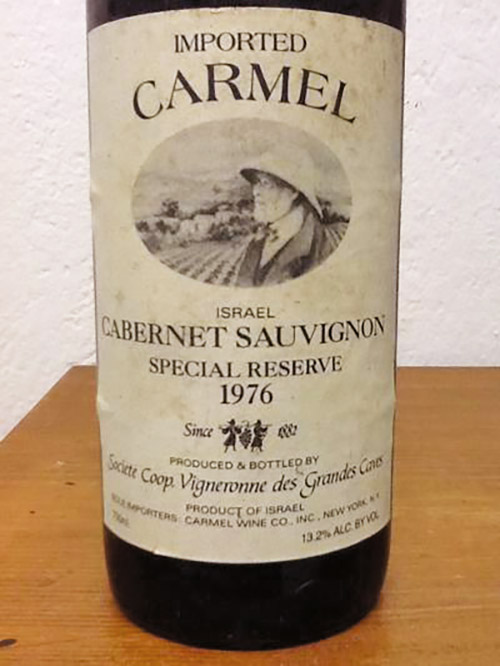 IMPORTED
CARMEL
ISRAEL
CABERNET SAUVIGNON
SPECIAL RESERVE
1976
Since 1882
PRODUCED & BOTTLED BY
Societe Coop. Vigneronne des Grandes Caves
PRODUCT OF ISRAEL
SOLE IMPORTERS: CARMEL WINE CO., INC., NEW YORK, N.Y.
750ml 13.2% ALC. BY VOL